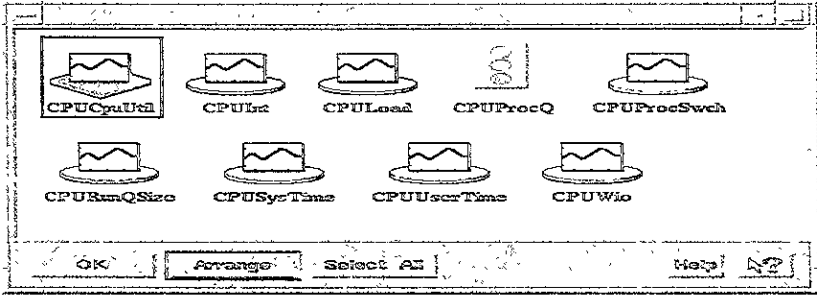 CPUCpuUtil CPUInt CPULoad CPUProcQ CPUProcSwch
CPURunQSize CPUSysTime CPUUserTime CPUWio
OK Arrange Select All Help ?